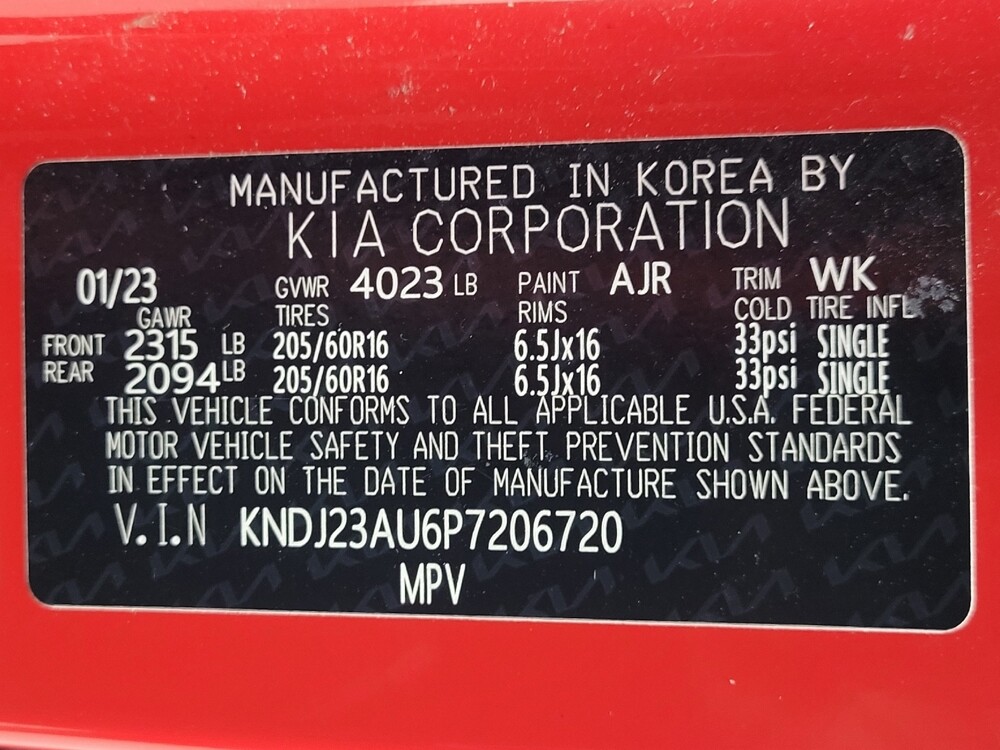 MANUFACTURED IN KOREA BY
KIA CORPORATION
01/23 GVWR 4023 LB PAINT AJR TRIM WK
GAWR TIRES RIMS COLD TIRE INFL
FRONT 2315 LB 205/60R16 6.5Jx16 33psi SINGLE
REAR 2094 LB 205/60R16 6.5Jx16 33psi SINGLE
THIS VEHICLE CONFORMS TO ALL APPLICABLE U.S.A. FEDERAL
MOTOR VEHICLE SAFETY AND THEFT PREVENTION STANDARDS
IN EFFECT ON THE DATE OF MANUFACTURE SHOWN ABOVE.
V.I.N KNDJ23AU6P7206720
MPV